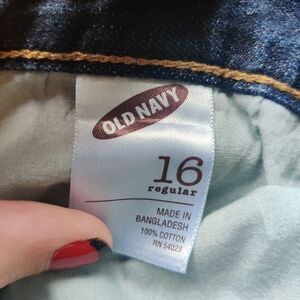 OLD NAVY
16
regular
MADE IN
BANGLADESH
100% COTTON
RN 54023